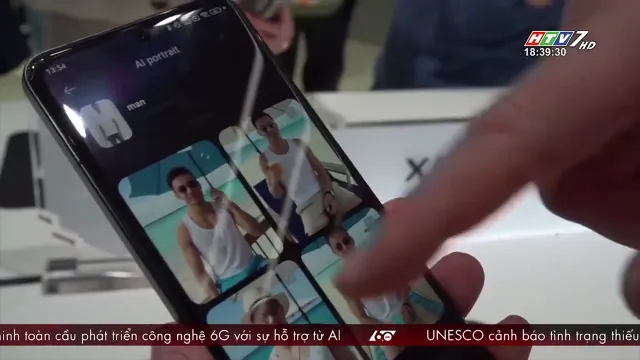 HTV7 HD
18:39:30
13:54
AI portrait
man
X
toàn cầu phát triển công nghệ 6G với sự hỗ trợ từ AI
60
UNESCO cảnh báo tình trạng thiếu